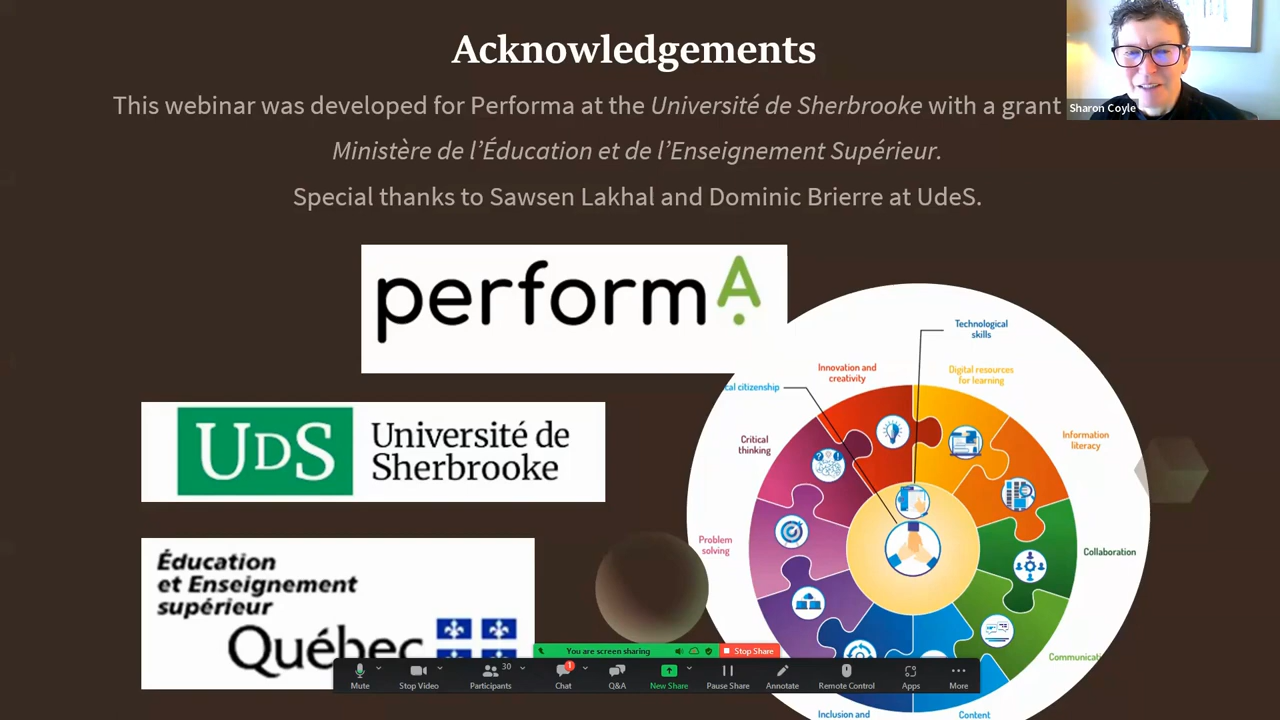 Acknowledgements
This webinar was developed for Performa at the Université de Sherbrooke with a grant
Sharon Coyle
Ministère de l'Éducation et de l'Enseignement Supérieur.
Special thanks to Sawsen Lakhal and Dominic Brierre at UdeS.
performA
Technological
skills
Innovation and
creativity
Digital resources
for learning
cal citizenship
Critical
thinking
Information
literacy
UDS
Université de
Sherbrooke
Problem
solving
Collaboration
Éducation
et Enseignement
supérieur
Québec
Communicati
You are screen sharing
Stop Share
Mute
Stop Video
Participants
30
Chat
1
Q&A
New Share
Pause Share
Annotate
Remote Control
Apps
More
Inclusion and
Content